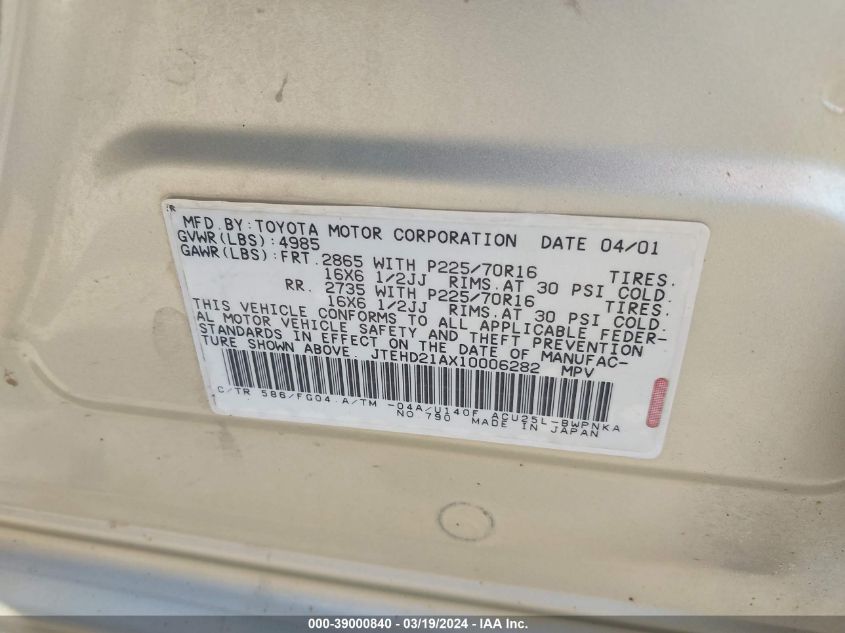 MFD.BY:TOYOTA MOTOR CORPORATION DATE 04/01
GVWR(LBS):4985
GAWR(LBS):FRT.2865 WITH P225/70R16 TIRES.
16X6 1/2JJ RIMS.AT 30 PSI COLD.
RR. 2735 WITH P225/70R16 TIRES.
16X6 1/2JJ RIMS.AT 30 PSI COLD.
THIS VEHICLE CONFORMS TO ALL APPLICABLE FEDER-
AL MOTOR VEHICLE SAFETY AND THEFT PREVENTION
STANDARDS IN EFFECT ON THE DATE OF MANUFAC-
TURE SHOWN ABOVE. JTEHD21AX10006282 MPV
C/TR 586/FG04 A/TM -04A/U140F ACU25L-BWPNKA
NO 790 MADE IN JAPAN
000-39000840 / 03/19/2024 - IAA Inc.